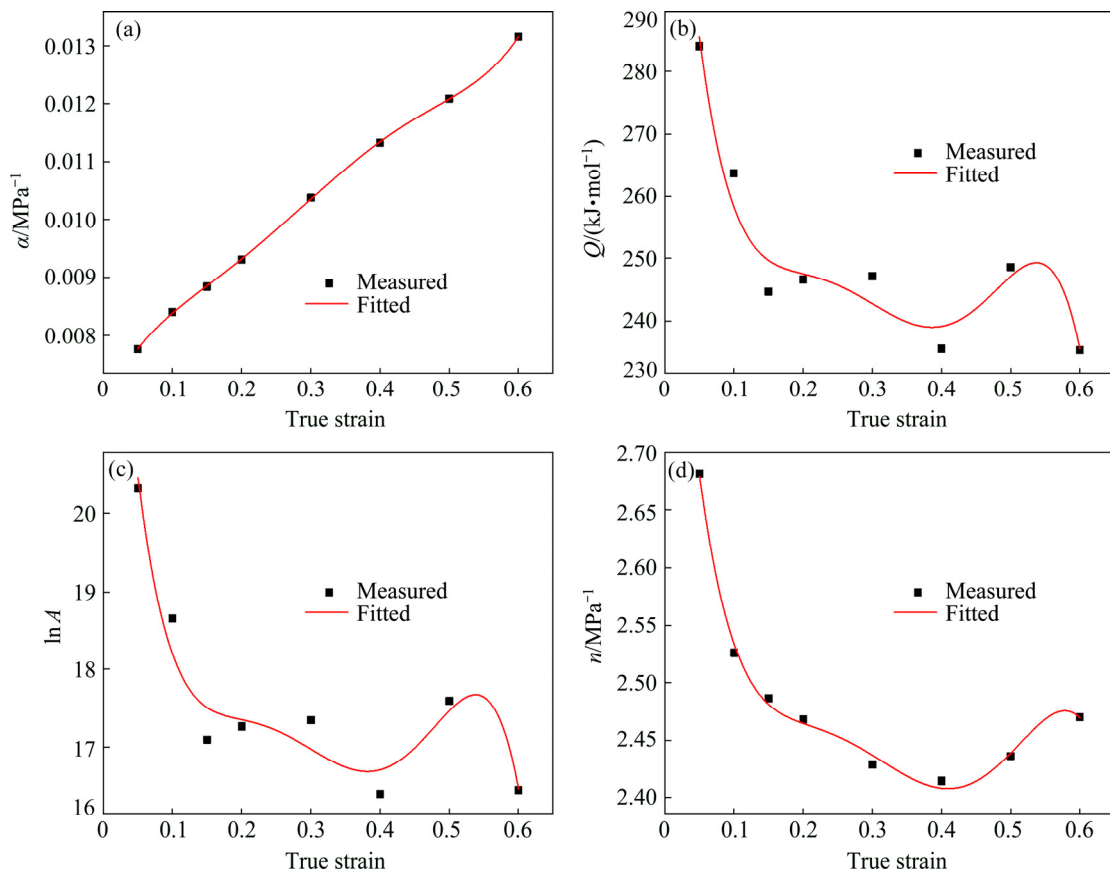 (a)
0.013
0.012
0.011
0.010
0.009
0.008
α/MPa⁻¹
Measured
Fitted
0 0.1 0.2 0.3 0.4 0.5 0.6
True strain
(b)
290
280
270
260
250
240
230
Q/(kJ•mol⁻¹)
Measured
Fitted
0 0.1 0.2 0.3 0.4 0.5 0.6
True strain
(c)
20
19
18
17
16
ln A
Measured
Fitted
0 0.1 0.2 0.3 0.4 0.5 0.6
True strain
(d)
2.70
2.65
2.60
2.55
2.50
2.45
2.40
n/MPa⁻¹
Measured
Fitted
0 0.1 0.2 0.3 0.4 0.5 0.6
True strain